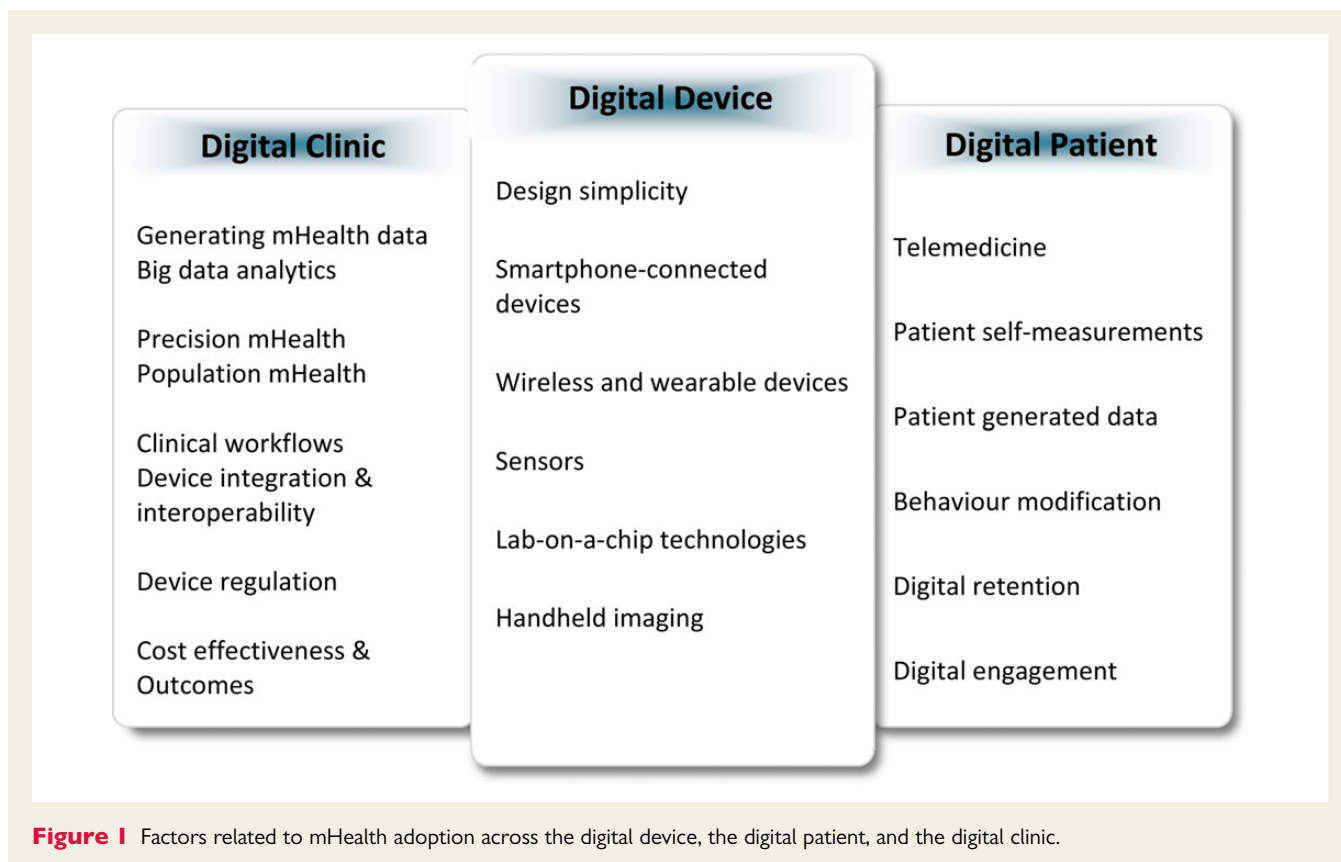 Digital Clinic
Generating mHealth data
Big data analytics
Precision mHealth
Population mHealth
Clinical workflows
Device integration &
interoperability
Device regulation
Cost effectiveness &
Outcomes
Digital Device
Design simplicity
Smartphone-connected
devices
Wireless and wearable devices
Sensors
Lab-on-a-chip technologies
Handheld imaging
Digital Patient
Telemedicine
Patient self-measurements
Patient generated data
Behaviour modification
Digital retention
Digital engagement
Figure 1 Factors related to mHealth adoption across the digital device, the digital patient, and the digital clinic.